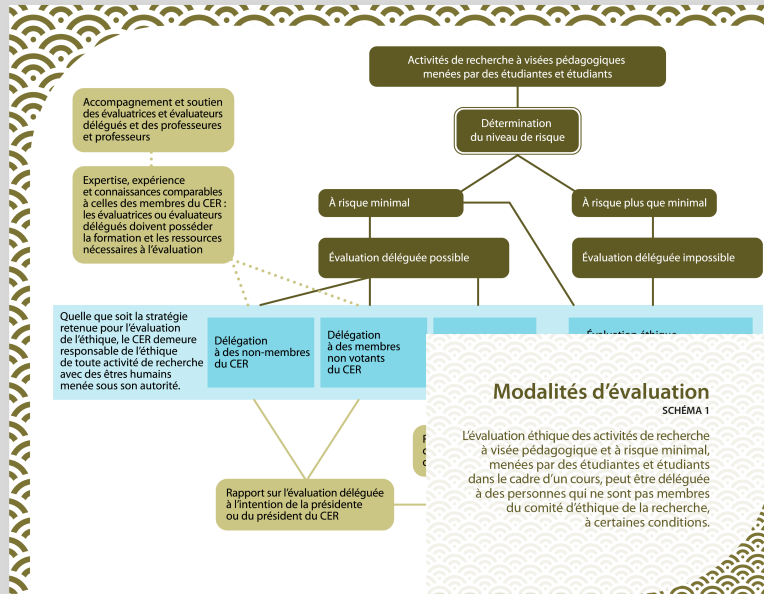 Activités de recherche à visées pédagogiques
menées par des étudiantes et étudiants
Accompagnement et soutien
des évaluatrices et évaluateurs
délégués et des professeures
et professeurs
Détermination
du niveau de risque
Expertise, expérience
et connaissances comparables
à celles des membres du CER :
les évaluatrices ou évaluateurs
délégués doivent posséder
la formation et les ressources
nécessaires à l'évaluation
À risque minimal
À risque plus que minimal
Évaluation déléguée possible
Évaluation déléguée impossible
Quelle que soit la stratégie
retenue pour l'évaluation
de l'éthique, le CER demeure
responsable de l'éthique
de toute activité de recherche
avec des êtres humains
menée sous son autorité.
Délégation
à des non-membres
du CER
Délégation
à des membres
non votants
du CER
Évaluation éthique
Modalités d'évaluation
SCHÉMA 1
L'évaluation éthique des activités de recherche
à visée pédagogique et à risque minimal,
menées par des étudiantes et étudiants
dans le cadre d'un cours, peut être déléguée
à des personnes qui ne sont pas membres
du comité d'éthique de la recherche,
à certaines conditions.
Rapport sur l'évaluation déléguée
à l'intention de la présidente
ou du président du CER